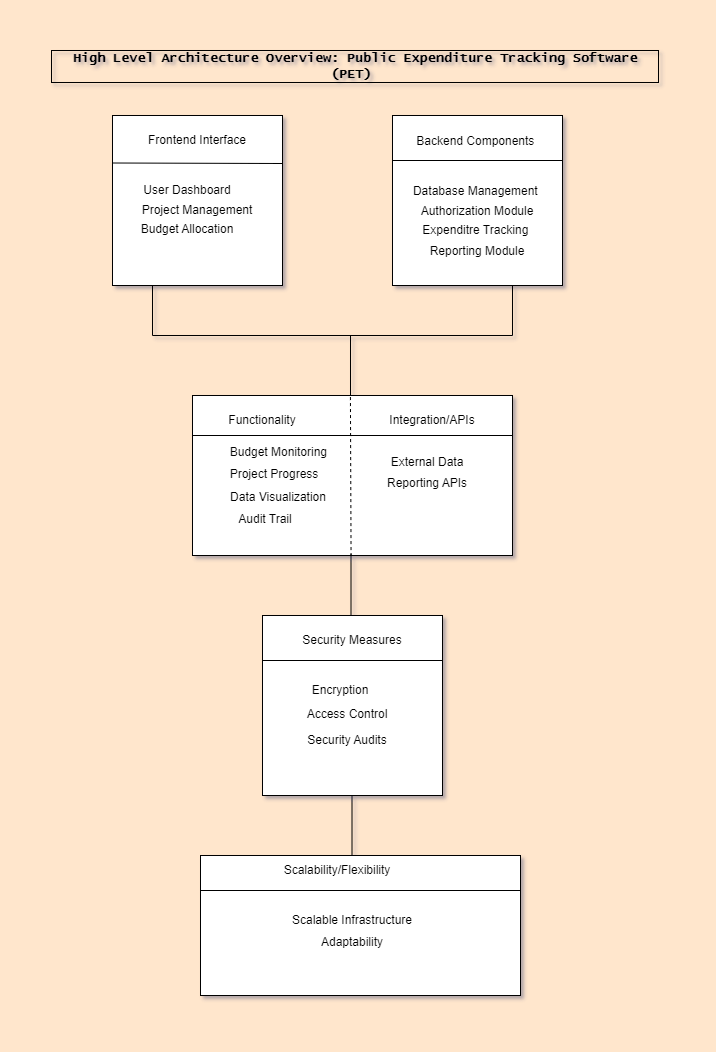 High Level Architecture Overview: Public Expenditure Tracking Software
(PET)
Frontend Interface
User Dashboard
Project Management
Budget Allocation
Backend Components
Database Management
Authorization Module
Expenditre Tracking
Reporting Module
Functionality
Budget Monitoring
Project Progress
Data Visualization
Audit Trail
Integration/APIs
External Data
Reporting APIs
Security Measures
Encryption
Access Control
Security Audits
Scalability/Flexibility
Scalable Infrastructure
Adaptability